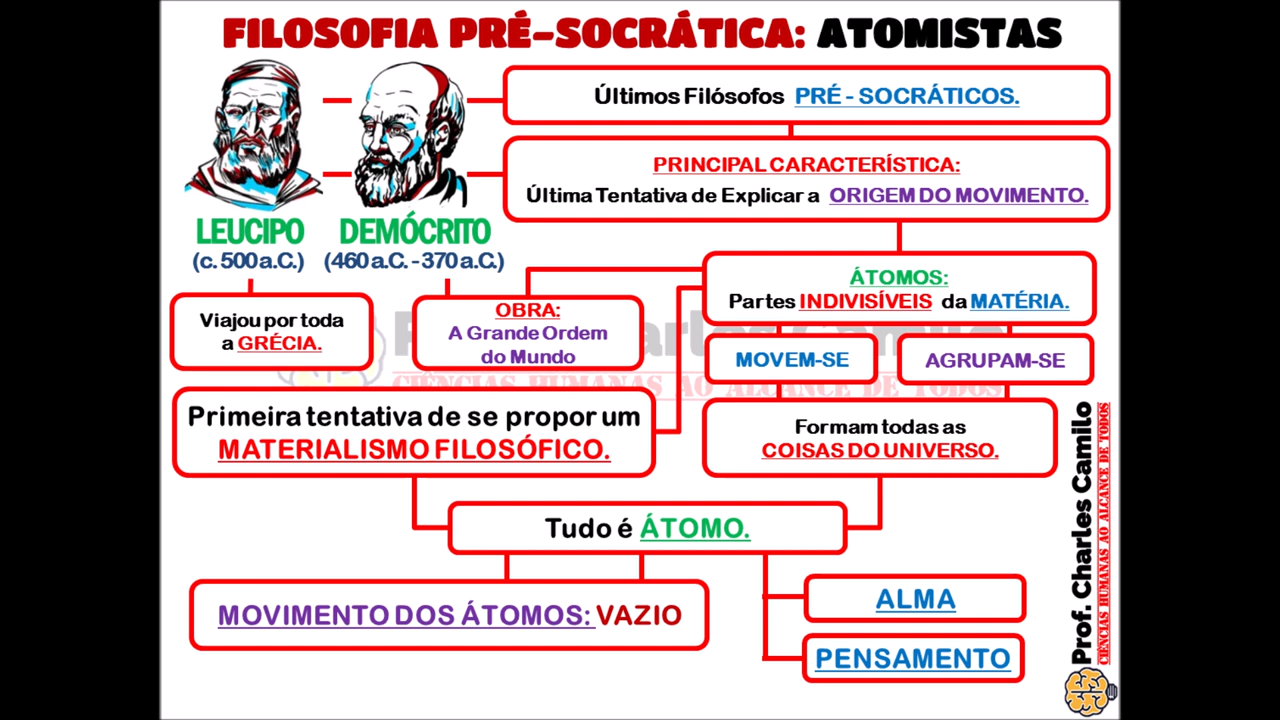 FILOSOFIA PRÉ-SOCRÁTICA: ATOMISTAS
Últimos Filósofos PRÉ - SOCRÁTICOS.
PRINCIPAL CARACTERÍSTICA:
Última Tentativa de Explicar a ORIGEM DO MOVIMENTO.
LEUCIPO
(c. 500 a.C.)
DEMÓCRITO
(460 a.C. - 370 a.C.)
Viajou por toda
a GRÉCIA.
OBRA:
A Grande Ordem
do Mundo
ÁTOMOS:
Partes INDIVISÍVEIS da MATÉRIA.
MOVEM-SE
AGRUPAM-SE
Primeira tentativa de se propor um
MATERIALISMO FILOSÓFICO.
Formam todas as
COISAS DO UNIVERSO.
Tudo é ÁTOMO.
MOVIMENTO DOS ÁTOMOS: VAZIO
ALMA
PENSAMENTO
Prof. Charles Camilo
CIÊNCIAS HUMANAS AO ALCANCE DE TODOS